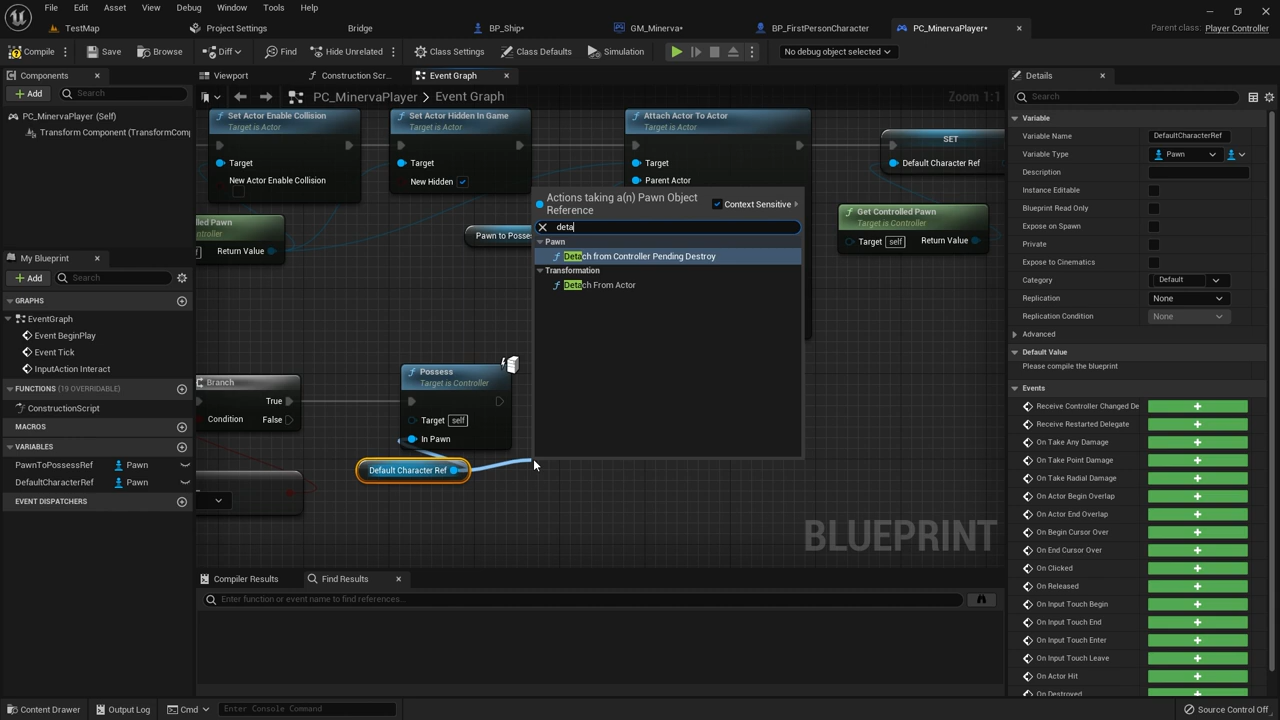 File Edit Asset View Debug Window Tools Help
TestMap
Project Settings
Bridge
BP_Ship*
GM_Minerva*
BP_FirstPersonCharacter
PC_MinervaPlayer*
Parent class: Player Controller
Compile
Save
Browse
Diff
Find
Hide Unrelated
Class Settings
Class Defaults
Simulation
No debug object selected
Components
Add
Search
PC_MinervaPlayer (Self)
Transform Component (TransformComp
My Blueprint
Add
Search
GRAPHS
EventGraph
Event BeginPlay
Event Tick
InputAction Interact
FUNCTIONS (19 OVERRIDABLE)
ConstructionScript
MACROS
VARIABLES
PawnToPossessRef Pawn
DefaultCharacterRef Pawn
EVENT DISPATCHERS
Viewport
Construction Scr...
Event Graph
PC_MinervaPlayer > Event Graph
Zoom 1:1
Set Actor Enable Collision
Target is Actor
Target
New Actor Enable Collision
Set Actor Hidden In Game
Target is Actor
Target
New Hidden
Attach Actor To Actor
Target is Actor
Target
Parent Actor
SET
Default Character Ref
lled Pawn
ontroller
Return Value
Pawn to Posses
Get Controlled Pawn
Target is Controller
Target self
Return Value
Actions taking a(n) Pawn Object
Reference
Context Sensitive
deta
Pawn
Detach from Controller Pending Destroy
Transformation
Detach From Actor
Branch
True
Condition
False
Possess
Target is Controller
Target self
In Pawn
Default Character Ref
BLUEPRINT
Compiler Results
Find Results
Enter function or event name to find references...
Details
Search
Variable
Variable Name DefaultCharacterRef
Variable Type Pawn
Description
Instance Editable
Blueprint Read Only
Expose on Spawn
Private
Expose to Cinematics
Category Default
Replication None
Replication Condition None
Advanced
Default Value
Please compile the blueprint
Events
Receive Controller Changed De
Receive Restarted Delegate
On Take Any Damage
On Take Point Damage
On Take Radial Damage
On Actor Begin Overlap
On Actor End Overlap
On Begin Cursor Over
On End Cursor Over
On Clicked
On Released
On Input Touch Begin
On Input Touch End
On Input Touch Enter
On Input Touch Leave
On Actor Hit
On Destroyed
Content Drawer
Output Log
Cmd
Enter Console Command
Source Control Off